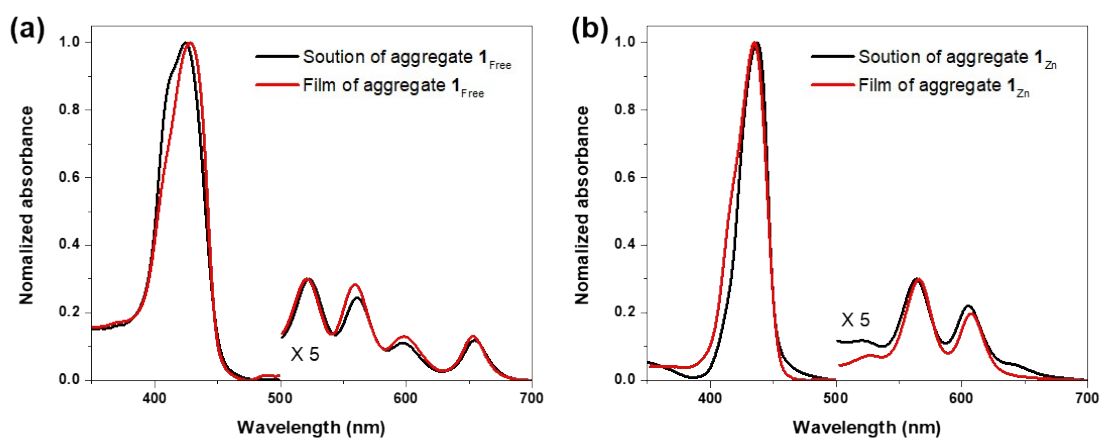 (a)
Soution of aggregate 1Free
Film of aggregate 1Free
Nomalized absorbance
1.0
0.8
0.6
0.4
0.2
0.0
X 5
400
500
600
700
Wavelength (nm)
(b)
Soution of aggregate 1Zn
Film of aggregate 1Zn
Nomalized absorbance
1.0
0.8
0.6
0.4
0.2
0.0
X 5
400
500
600
700
Wavelength (nm)